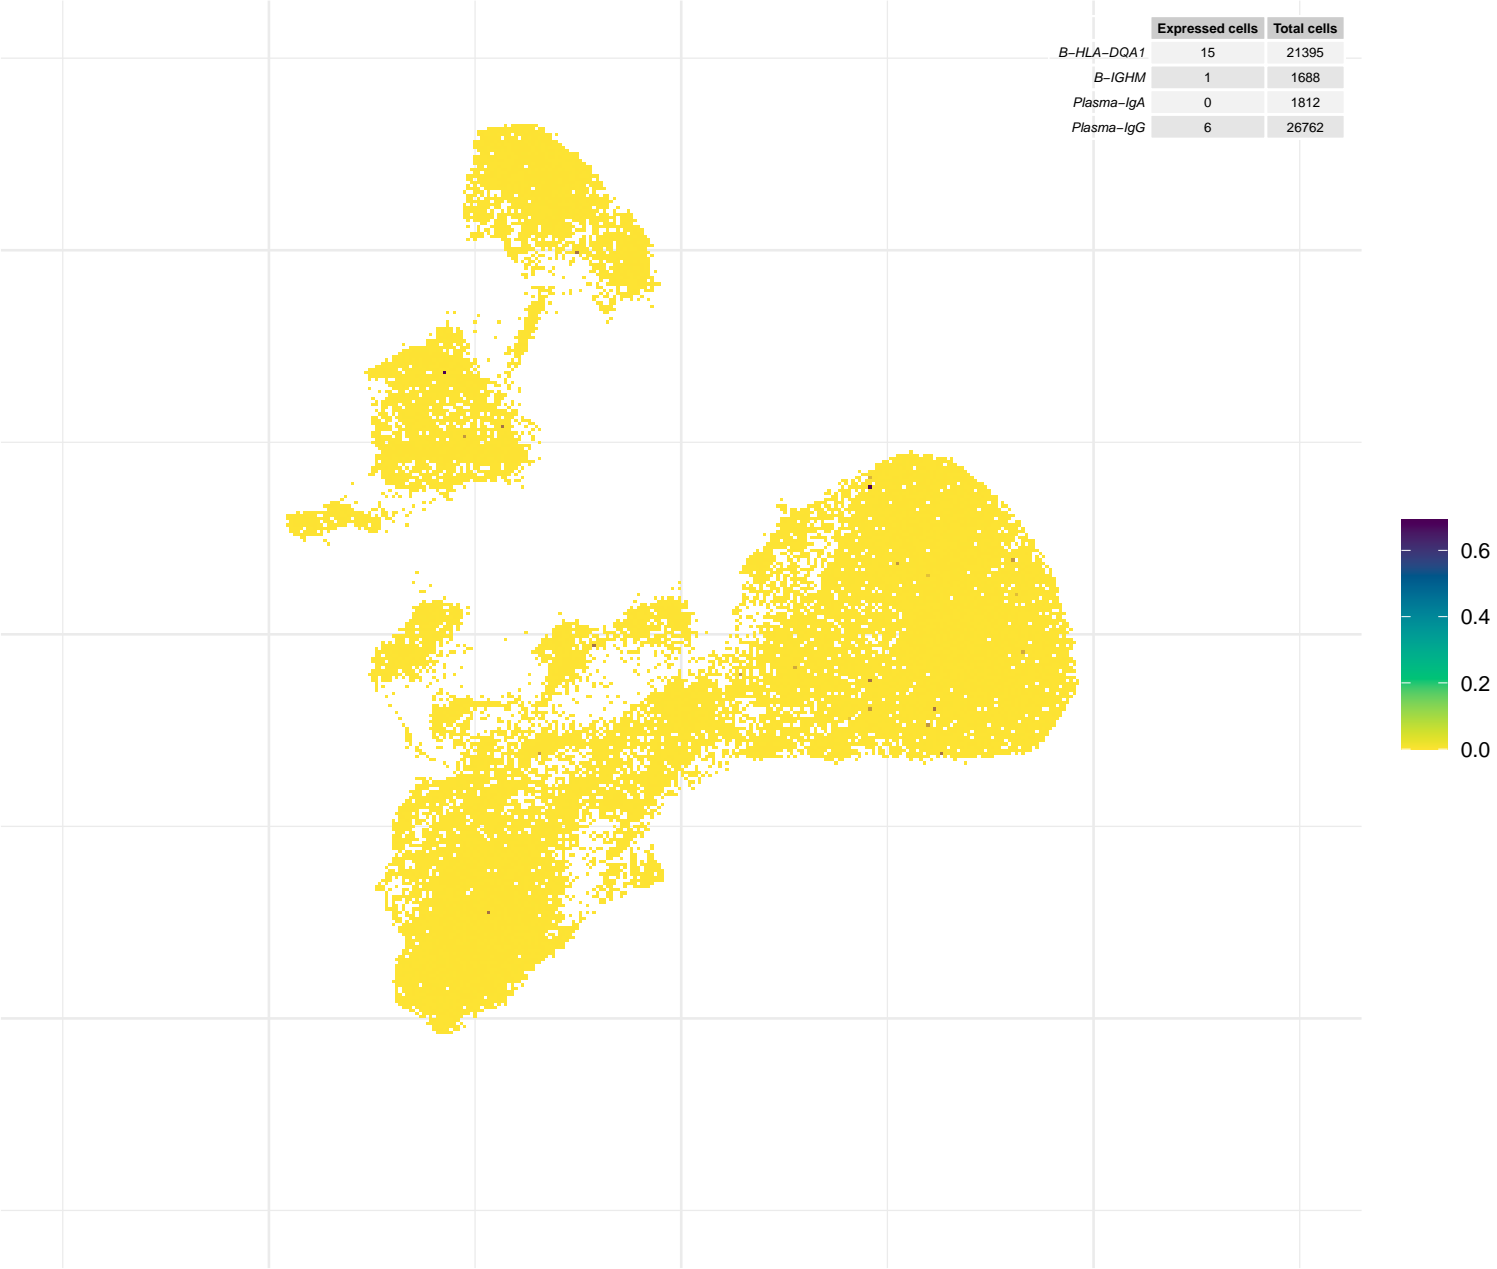 Expressed cells Total cells
B−HLA−DQA1 15 21395
B−IGHM 1 1688
Plasma−IgA 0 1812
Plasma−IgG 6 26762
0.6
0.4
0.2
0.0